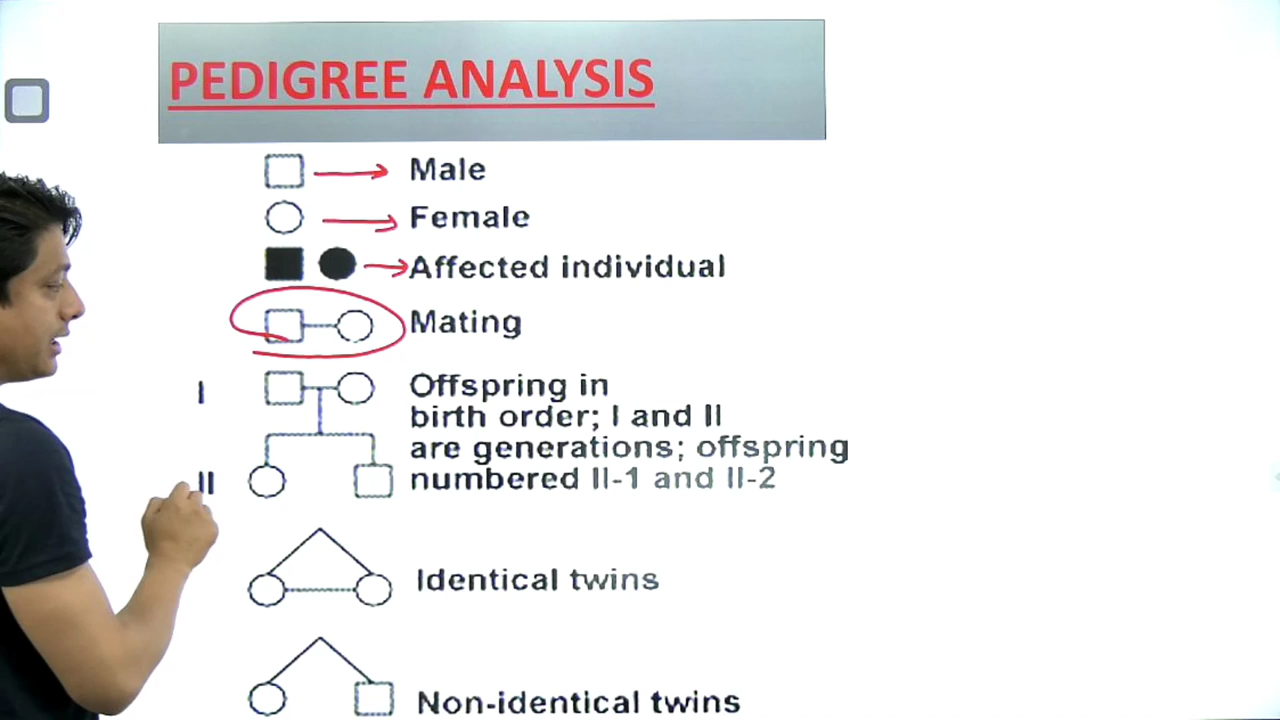 PEDIGREE ANALYSIS
Male
Female
Affected individual
Mating
I
Offspring in
birth order; I and II
are generations; offspring
II
numbered II-1 and II-2
Identical twins
Non-identical twins